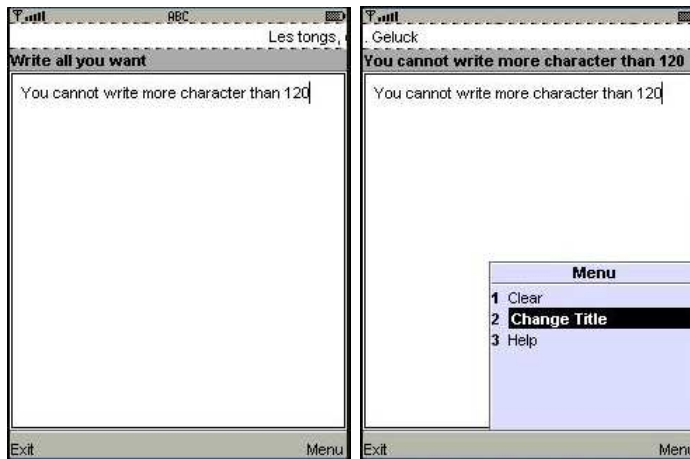 ABC
Les tongs,
Write all you want
You cannot write more character than 120
Exit Menu
. Geluck
You cannot write more character than 120
You cannot write more character than 120
Menu
1 Clear
2 Change Title
3 Help
Exit Menu